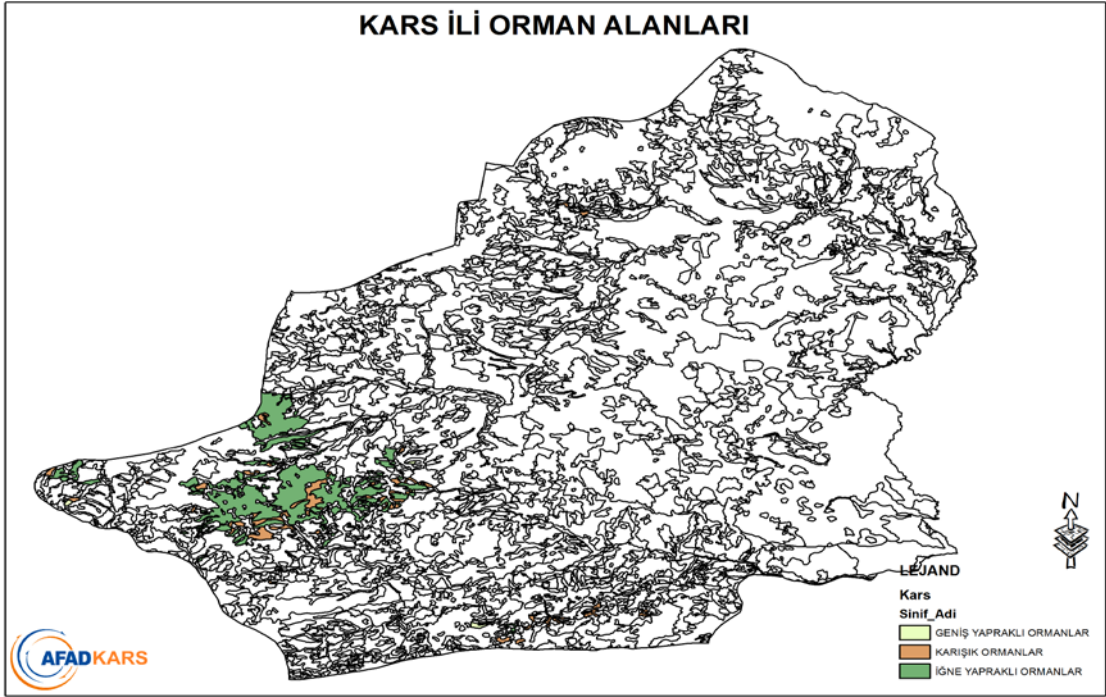 KARS İLİ ORMAN ALANLARI
N
LEJAND
Kars
Sinif_Adi
GENİŞ YAPRAKLI ORMANLAR
KARIŞIK ORMANLAR
İĞNE YAPRAKLI ORMANLAR
AFADKARS